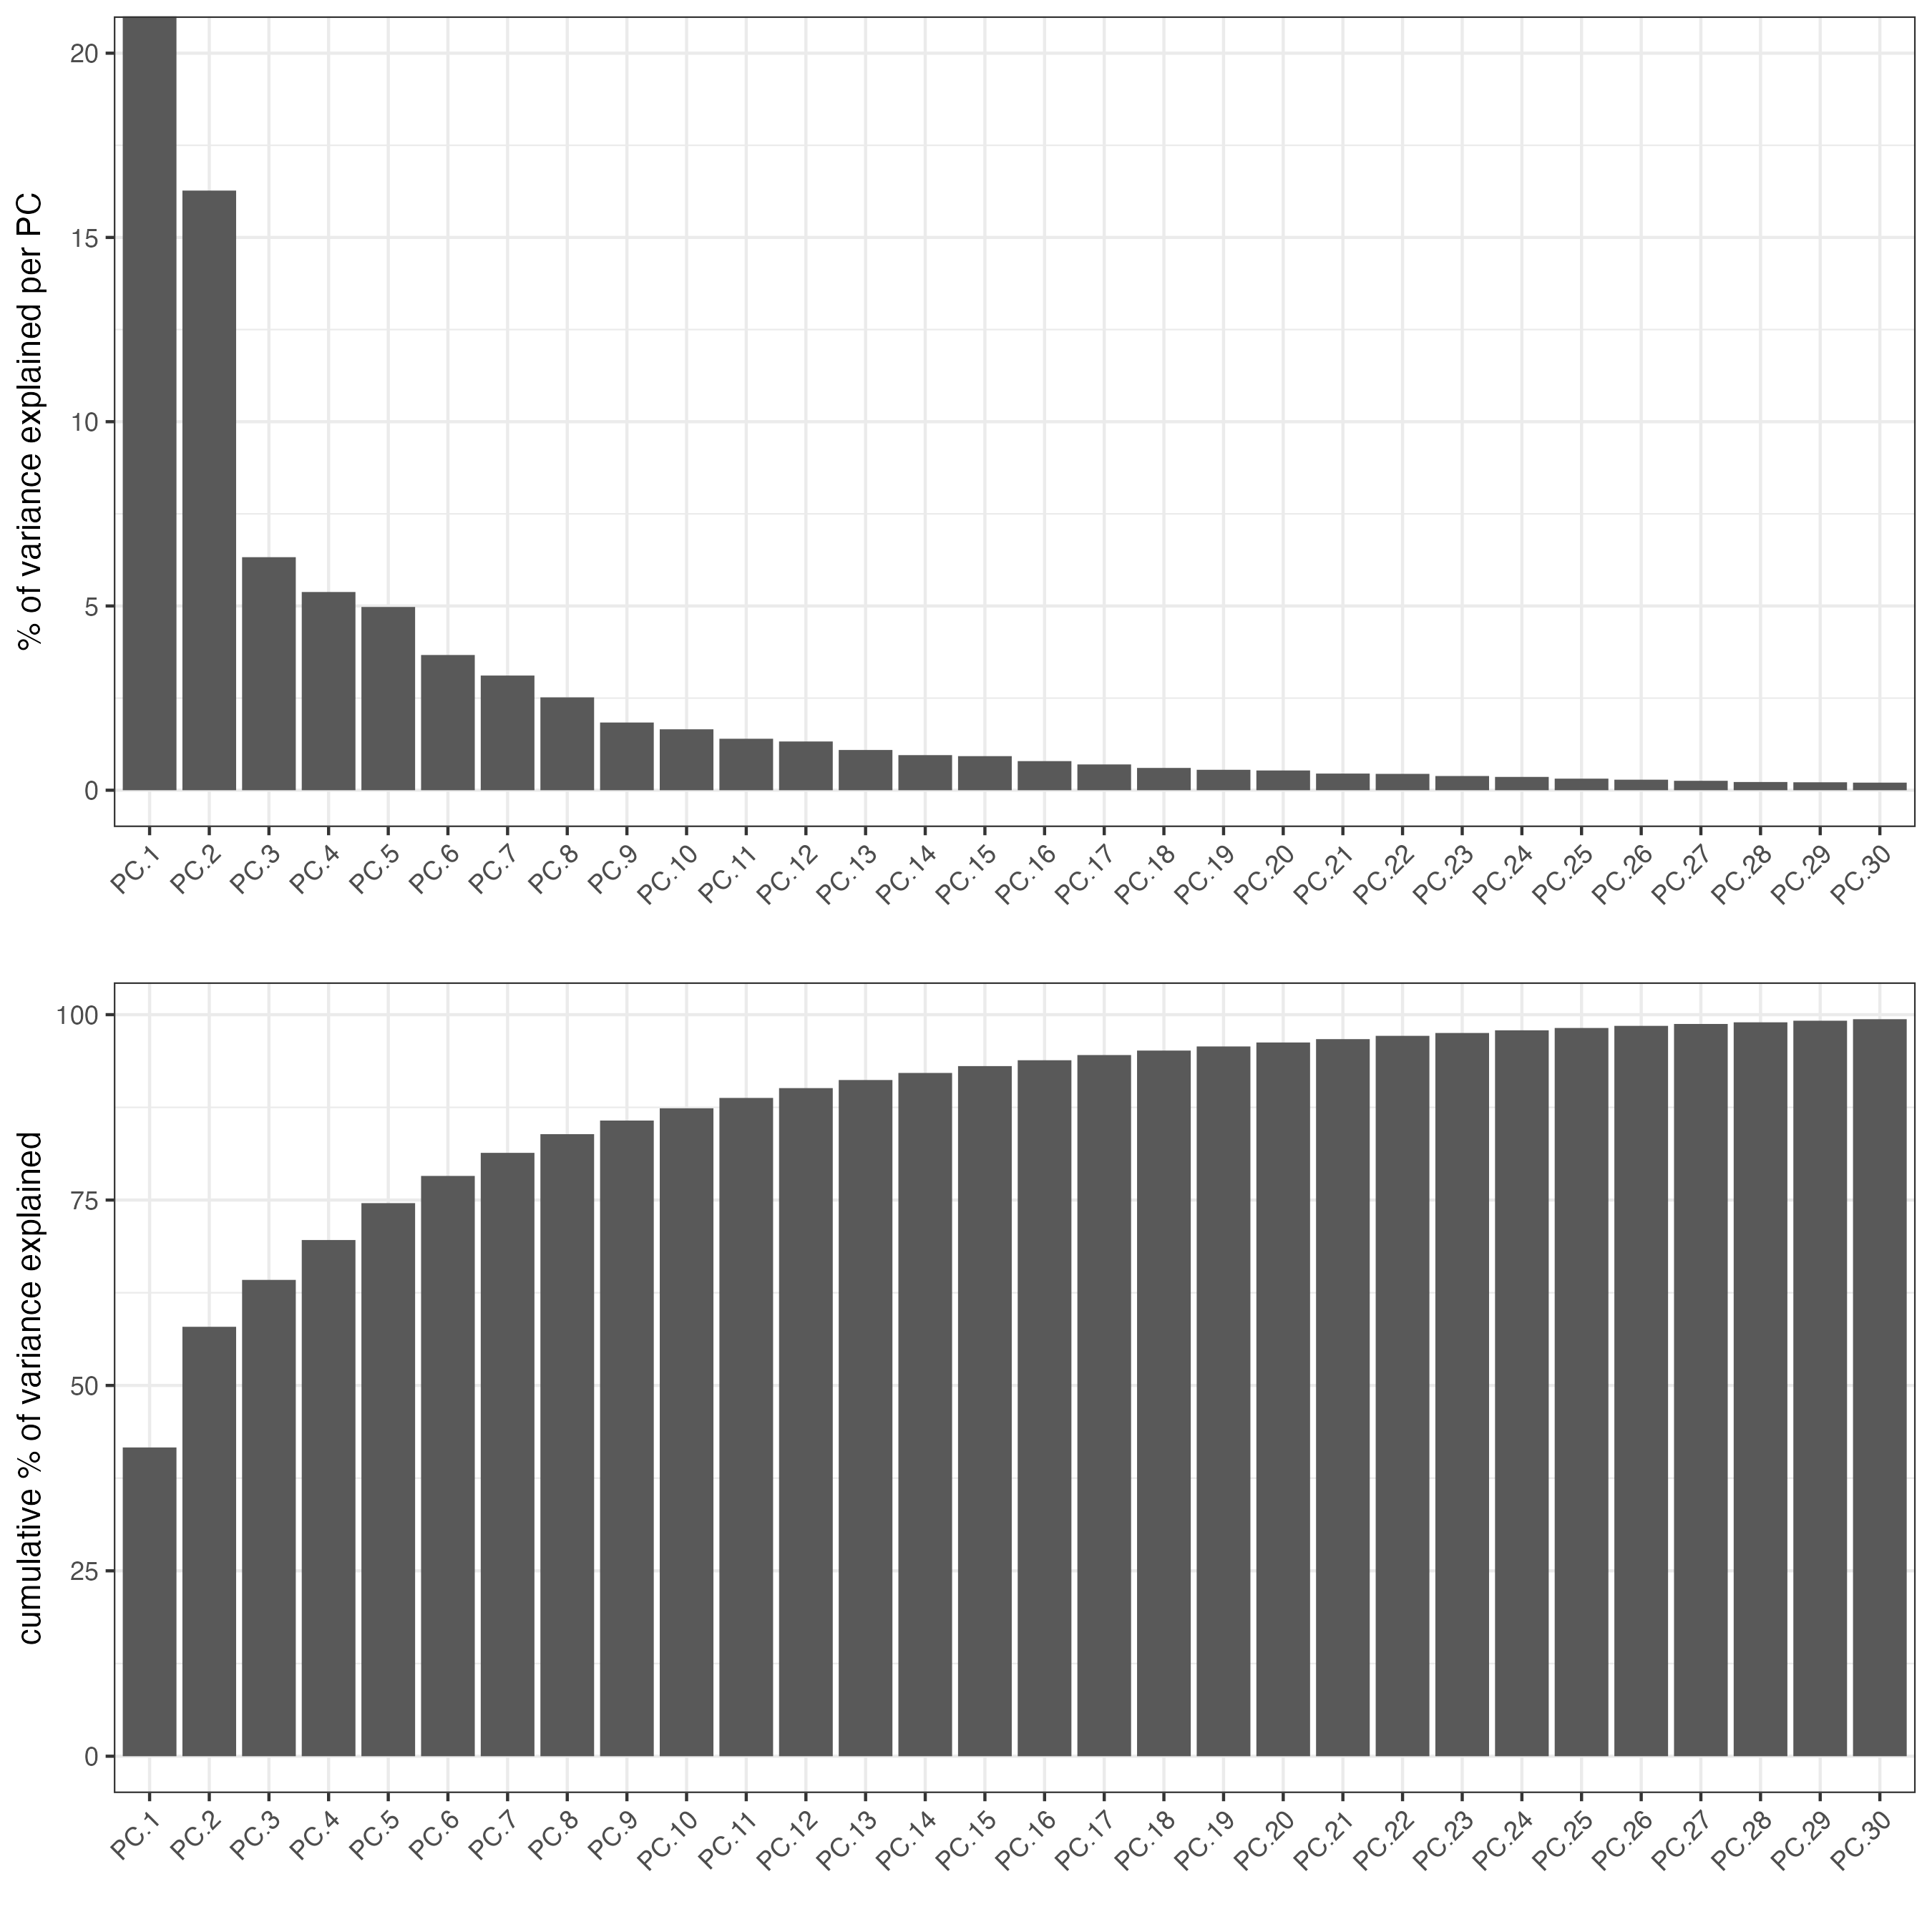 % of variance explained per PC
20
15
10
5
0
PC.1 PC.2 PC.3 PC.4 PC.5 PC.6 PC.7 PC.8 PC.9 PC.10 PC.11 PC.12 PC.13 PC.14 PC.15 PC.16 PC.17 PC.18 PC.19 PC.20 PC.21 PC.22 PC.23 PC.24 PC.25 PC.26 PC.27 PC.28 PC.29 PC.30
cumulative % of variance explained
100
75
50
25
0
PC.1 PC.2 PC.3 PC.4 PC.5 PC.6 PC.7 PC.8 PC.9 PC.10 PC.11 PC.12 PC.13 PC.14 PC.15 PC.16 PC.17 PC.18 PC.19 PC.20 PC.21 PC.22 PC.23 PC.24 PC.25 PC.26 PC.27 PC.28 PC.29 PC.30